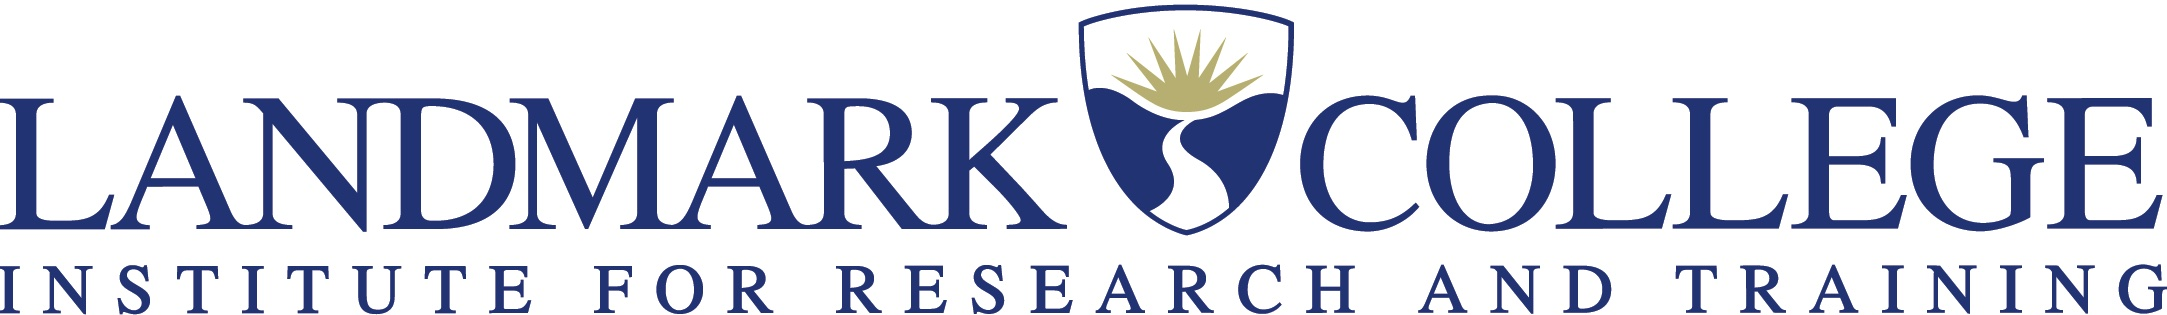 LANDMARK COLLEGE
INSTITUTE FOR RESEARCH AND TRAINING